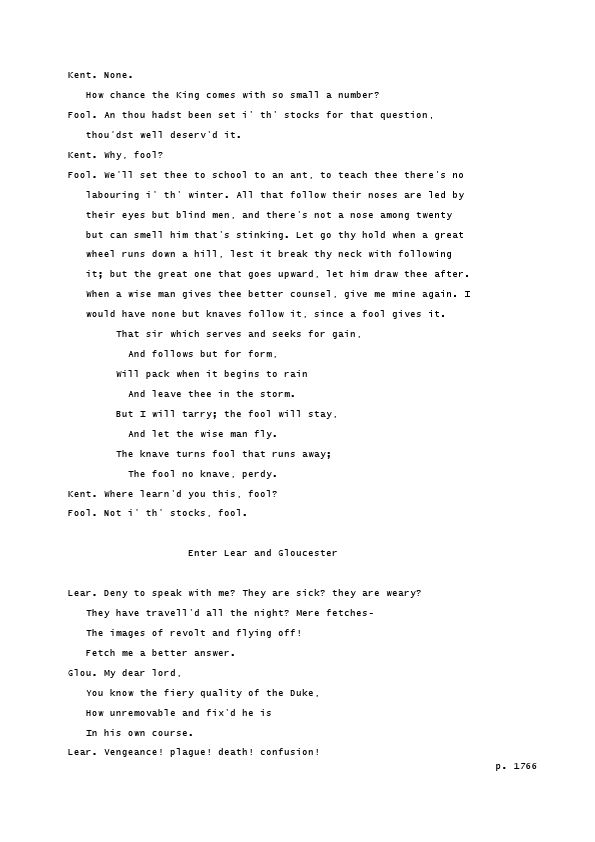 Kent. None.
How chance the King comes with so small a number?
Fool. An thou hadst been set i' th' stocks for that question,
thou'dst well deserv'd it.
Kent. Why, fool?
Fool. We'll set thee to school to an ant, to teach thee there's no
labouring i' th' winter. All that follow their noses are led by
their eyes but blind men, and there's not a nose among twenty
but can smell him that's stinking. Let go thy hold when a great
wheel runs down a hill, lest it break thy neck with following
it; but the great one that goes upward, let him draw thee after.
When a wise man gives thee better counsel, give me mine again. I
would have none but knaves follow it, since a fool gives it.
That sir which serves and seeks for gain,
And follows but for form,
Will pack when it begins to rain
And leave thee in the storm.
But I will tarry; the fool will stay,
And let the wise man fly.
The knave turns fool that runs away;
The fool no knave, perdy.
Kent. Where learn'd you this, fool?
Fool. Not i' th' stocks, fool.
Enter Lear and Gloucester
Lear. Deny to speak with me? They are sick? they are weary?
They have travell'd all the night? Mere fetches-
The images of revolt and flying off!
Fetch me a better answer.
Glou. My dear lord,
You know the fiery quality of the Duke,
How unremovable and fix'd he is
In his own course.
Lear. Vengeance! plague! death! confusion!
p. 1766